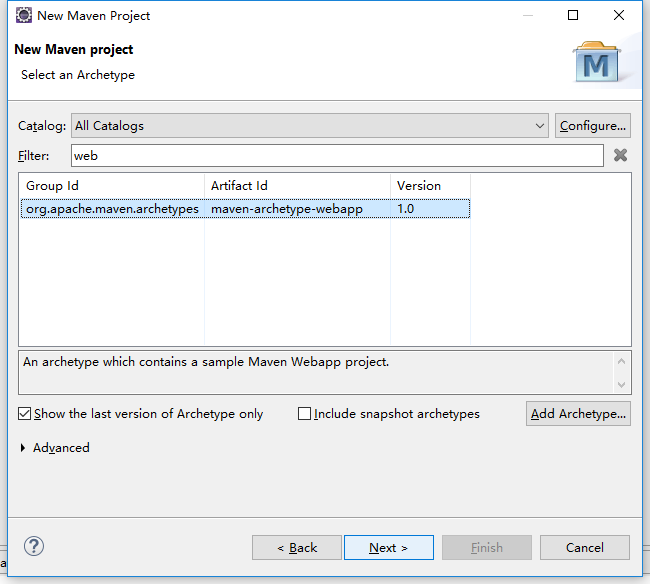 New Maven Project
New Maven project
Select an Archetype
M
Catalog: All Catalogs Configure...
Filter: web
Group Id Artifact Id Version
org.apache.maven.archetypes maven-archetype-webapp 1.0
An archetype which contains a sample Maven Webapp project.
Show the last version of Archetype only Include snapshot archetypes Add Archetype...
Advanced
? < Back Next > Finish Cancel
a